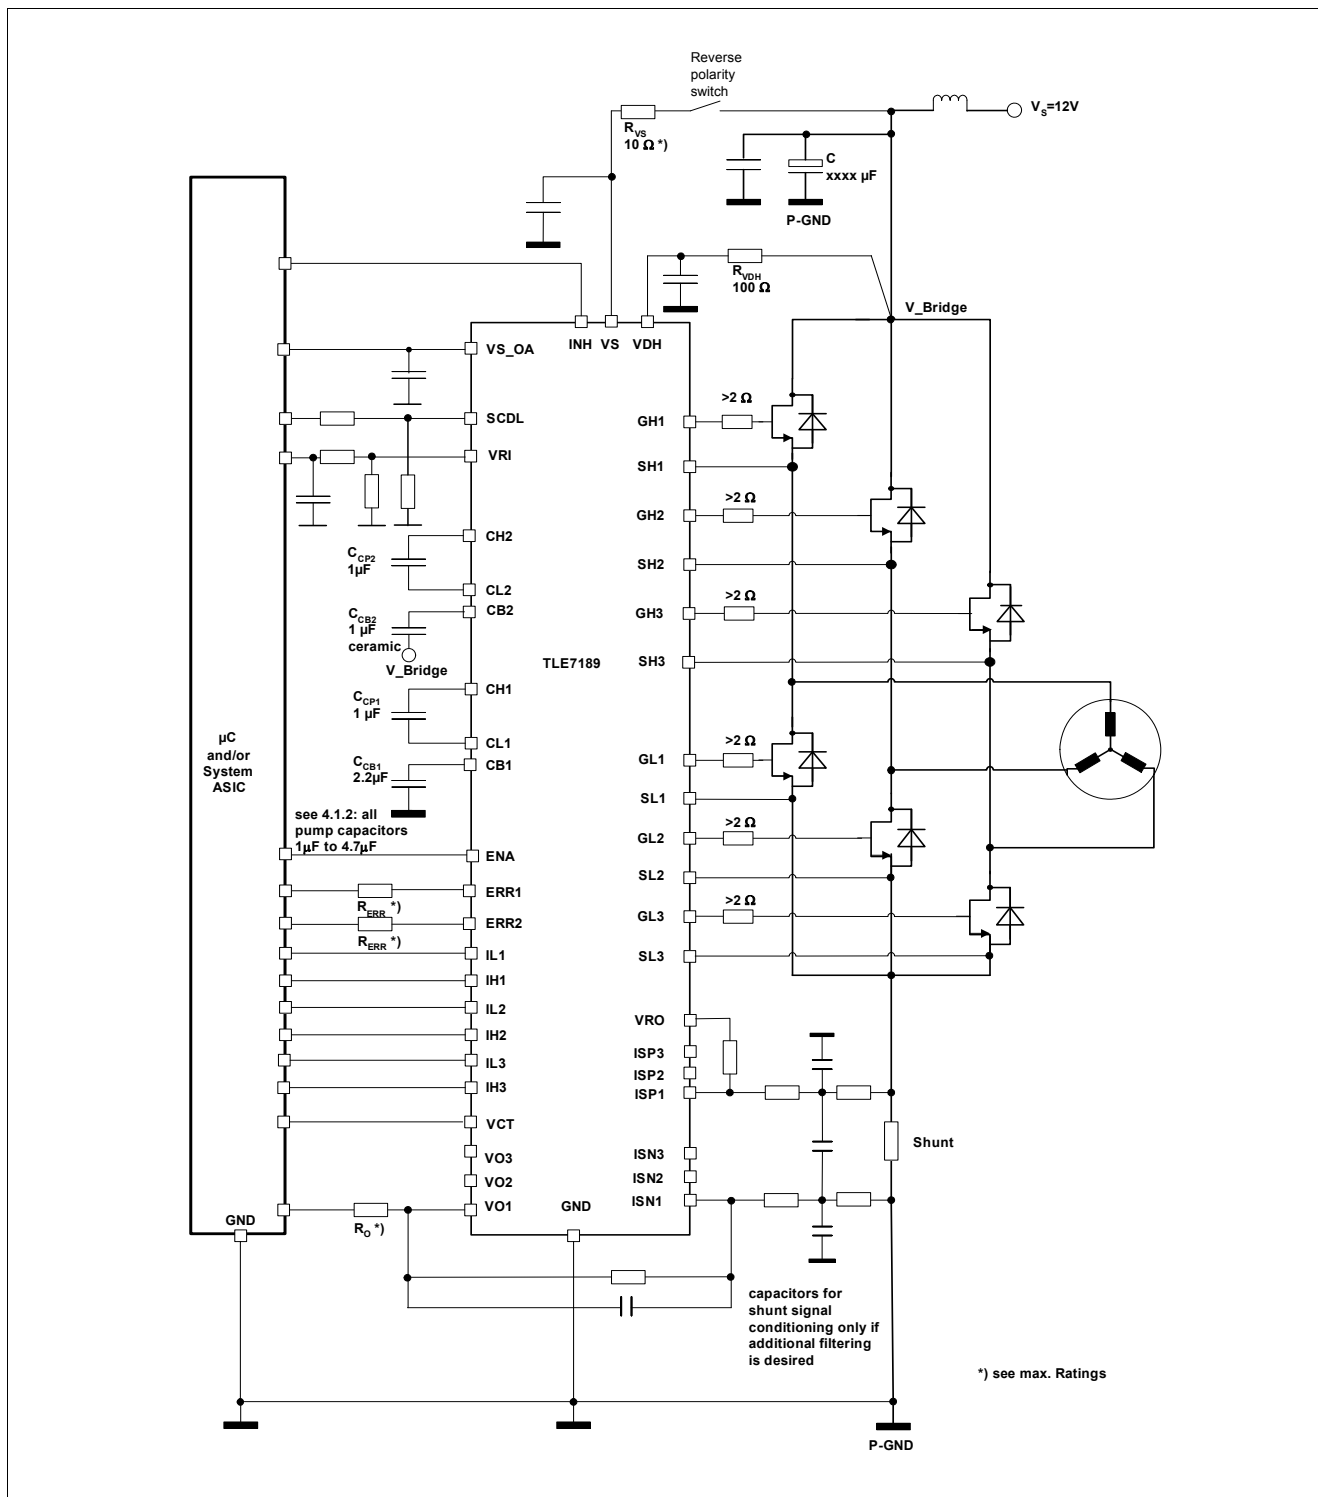 Reverse
polarity
switch
V_S=12V
R_VS
10 Ω *)
C
xxxx µF
P-GND
R_VDH
100 Ω
V_Bridge
INH VS VDH
VS_OA
SCDL
VRI
CH2
C_CP2
1µF
CL2
CB2
C_CB2
1 µF
ceramic
V_Bridge
CH1
C_CP1
1 µF
CL1
CB1
C_CB1
2.2µF
see 4.1.2: all
pump capacitors
1µF to 4.7µF
µC
and/or
System
ASIC
GND
ENA
ERR1
R_ERR *)
ERR2
R_ERR *)
IL1
IH1
IL2
IH2
IL3
IH3
VCT
VO3
VO2
VO1
R_O *)
TLE7189
GND
GH1
>2 Ω
SH1
GH2
>2 Ω
SH2
GH3
>2 Ω
SH3
GL1
>2 Ω
SL1
GL2
>2 Ω
SL2
GL3
>2 Ω
SL3
VRO
ISP3
ISP2
ISP1
ISN3
ISN2
ISN1
Shunt
capacitors for
shunt signal
conditioning only if
additional filtering
is desired
*) see max. Ratings
P-GND